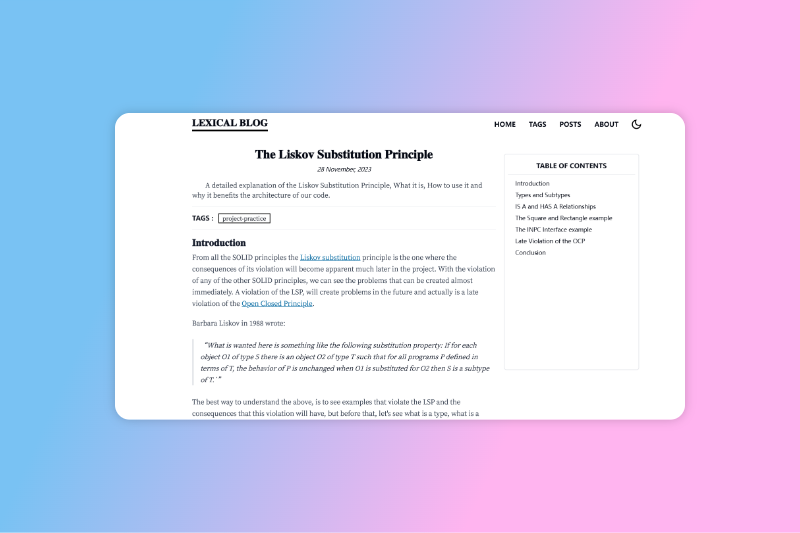 LEXICAL BLOG
HOME TAGS POSTS ABOUT
The Liskov Substitution Principle
28 November, 2023
A detailed explanation of the Liskov Substitution Principle, What it is, How to use it and
why it benefits the architecture of our code.
TAGS : project-practice
Introduction
From all the SOLID principles the Liskov substitution principle is the one where the
consequences of its violation will become apparent much later in the project. With the violation
of any of the other SOLID principles, we can see the problems that can be created almost
immediately. A violation of the LSP, will create problems in the future and actually is a late
violation of the Open Closed Principle.
Barbara Liskov in 1988 wrote:
“What is wanted here is something like the following substitution property: If for each
object O1 of type S there is an object O2 of type T such that for all programs P defined in
terms of T, the behavior of P is unchanged when O1 is substituted for O2 then S is a subtype
of T.¨”
The best way to understand the above, is to see examples that violate the LSP and the
consequences that this violation will have, but before that, let's see what is a type, what is a
TABLE OF CONTENTS
Introduction
Types and Subtypes
IS A and HAS A Relationships
The Square and Rectangle example
The INPC Interface example
Late Violation of the OCP
Conclusion